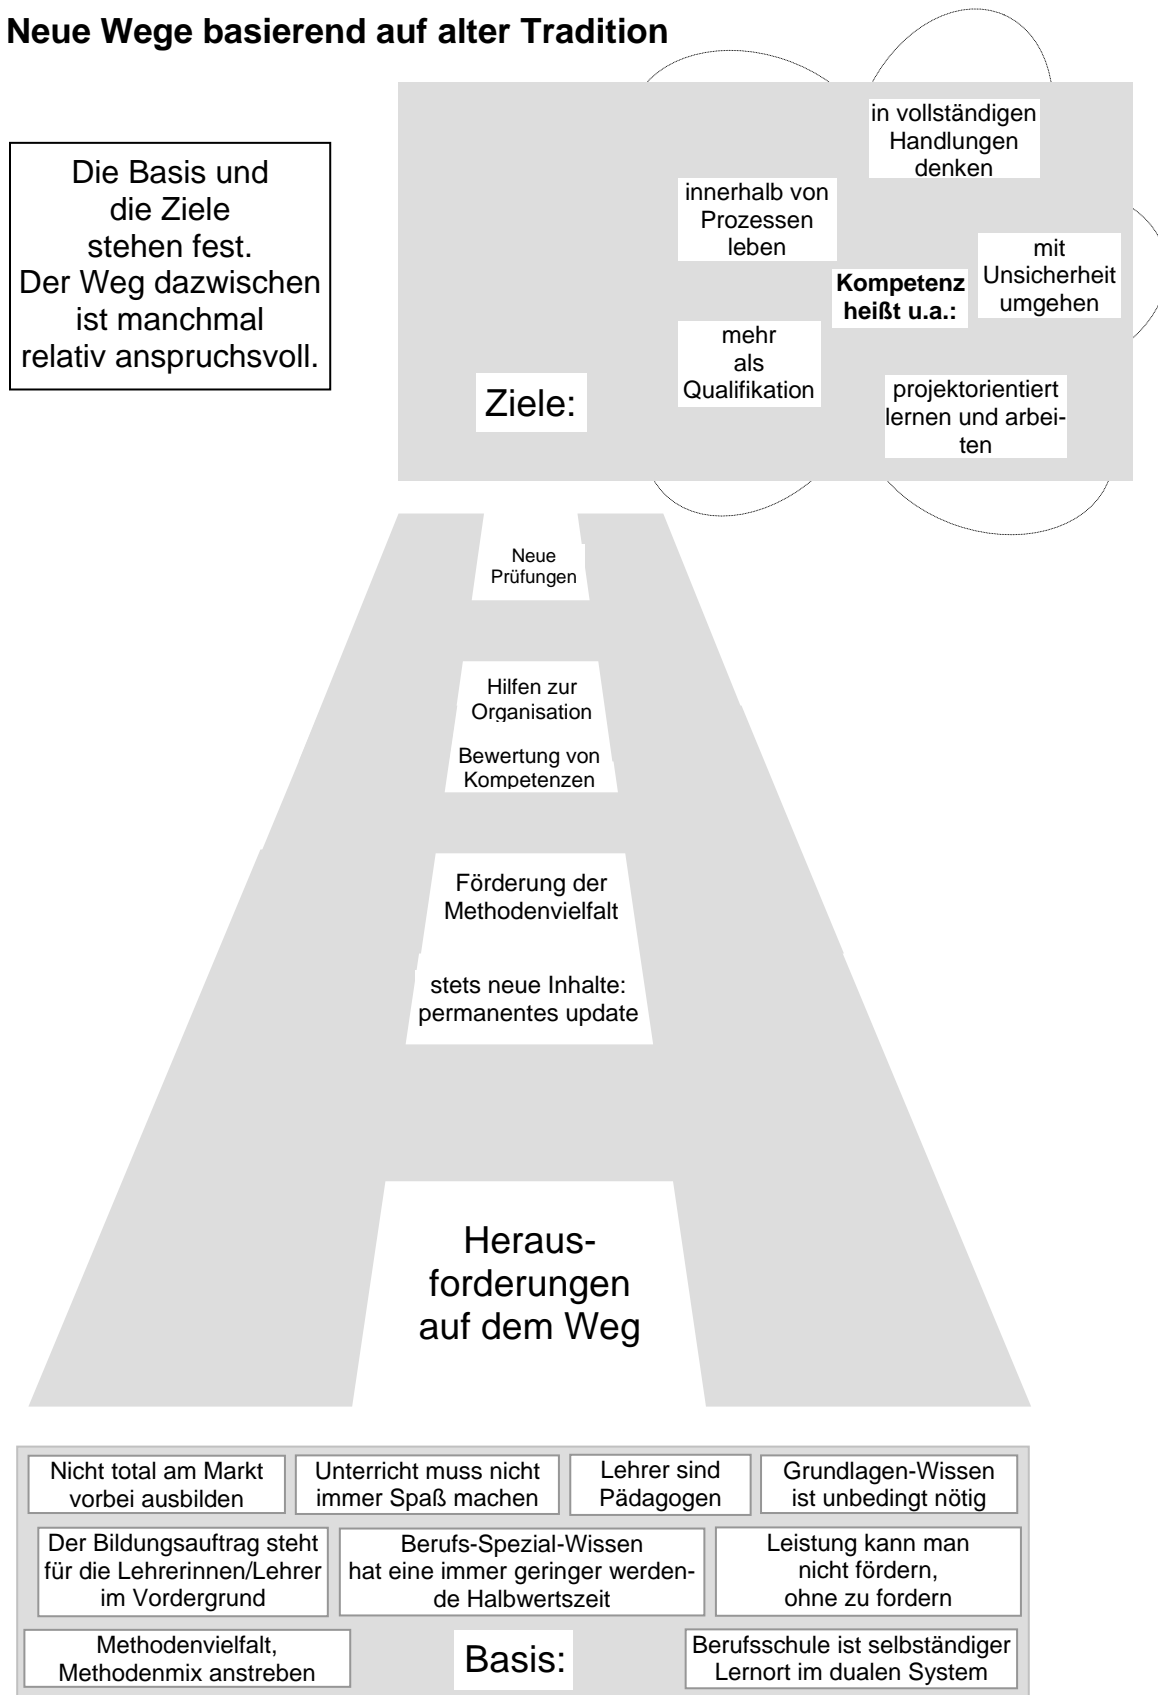 Neue Wege basierend auf alter Tradition
Die Basis und
die Ziele
stehen fest.
Der Weg dazwischen
ist manchmal
relativ anspruchsvoll.
in vollständigen
Handlungen
denken
innerhalb von
Prozessen
leben
mit
Unsicherheit
umgehen
Kompetenz
heißt u.a.:
mehr
als
Qualifikation
projektorientiert
lernen und arbei-
ten
Ziele:
Neue
Prüfungen
Hilfen zur
Organisation
Bewertung von
Kompetenzen
Förderung der
Methodenvielfalt
stets neue Inhalte:
permanentes update
Heraus-
forderungen
auf dem Weg
Nicht total am Markt
vorbei ausbilden
Unterricht muss nicht
immer Spaß machen
Lehrer sind
Pädagogen
Grundlagen-Wissen
ist unbedingt nötig
Der Bildungsauftrag steht
für die Lehrerinnen/Lehrer
im Vordergrund
Berufs-Spezial-Wissen
hat eine immer geringer werden-
de Halbwertszeit
Leistung kann man
nicht fördern,
ohne zu fordern
Methodenvielfalt,
Methodenmix anstreben
Basis:
Berufsschule ist selbständiger
Lernort im dualen System